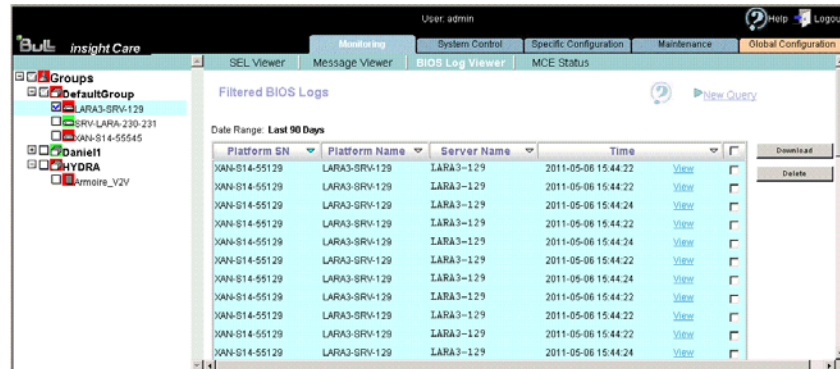 User: admin
Help Logou
Bull insight Care
Monitoring System Control Specific Configuration Maintenance Global Configuration
SEL Viewer Message Viewer BIOS Log Viewer MCE Status
Groups
DefaultGroup
LARA3-SRV-129
SRV-LARA-230-231
XAN-S14-55545
Daniel1
HYDRA
Armoire_V2V
Filtered BIOS Logs
New Query
Date Range: Last 90 Days
Platform SN Platform Name Server Name Time
Download
Delete
XAN-S14-55129 LARA3-SRV-129 LARA3-129 2011-05-06 15:44:22 View
XAN-S14-55129 LARA3-SRV-129 LARA3-129 2011-05-06 15:44:22 View
XAN-S14-55129 LARA3-SRV-129 LARA3-129 2011-05-06 15:44:24 View
XAN-S14-55129 LARA3-SRV-129 LARA3-129 2011-05-06 15:44:22 View
XAN-S14-55129 LARA3-SRV-129 LARA3-129 2011-05-06 15:44:24 View
XAN-S14-55129 LARA3-SRV-129 LARA3-129 2011-05-06 15:44:24 View
XAN-S14-55129 LARA3-SRV-129 LARA3-129 2011-05-06 15:44:22 View
XAN-S14-55129 LARA3-SRV-129 LARA3-129 2011-05-06 15:44:22 View
XAN-S14-55129 LARA3-SRV-129 LARA3-129 2011-05-06 15:44:22 View
XAN-S14-55129 LARA3-SRV-129 LARA3-129 2011-05-06 15:44:22 View
XAN-S14-55129 LARA3-SRV-129 LARA3-129 2011-05-06 15:44:24 View